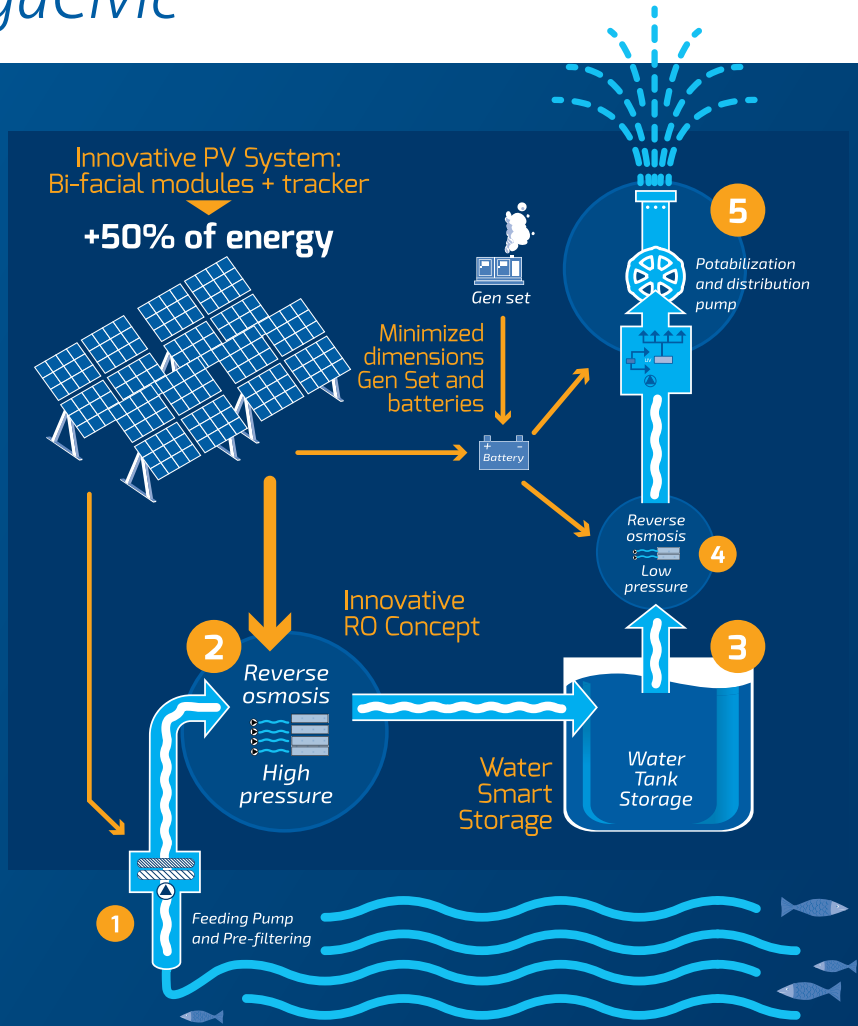 Innovative PV System:
Bi-facial modules + tracker
+50% of energy
5
Potabilization
and distribution
pump
Gen set
Minimized
dimensions
Gen Set and
batteries
UV
+ -
Battery
Reverse
osmosis
4
Low
pressure
Innovative
RO Concept
2
Reverse
osmosis
High
pressure
3
Water
Tank
Storage
Water
Smart
Storage
1
Feeding Pump
and Pre-filtering